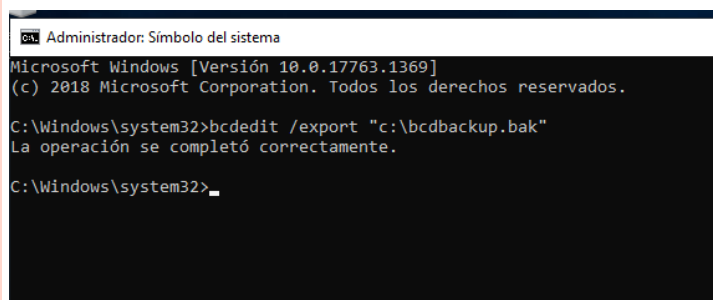 Administrador: Símbolo del sistema
Microsoft Windows [Versión 10.0.17763.1369]
(c) 2018 Microsoft Corporation. Todos los derechos reservados.
C:\Windows\system32>bcdedit /export "c:\bcdbackup.bak"
La operación se completó correctamente.
C:\Windows\system32>